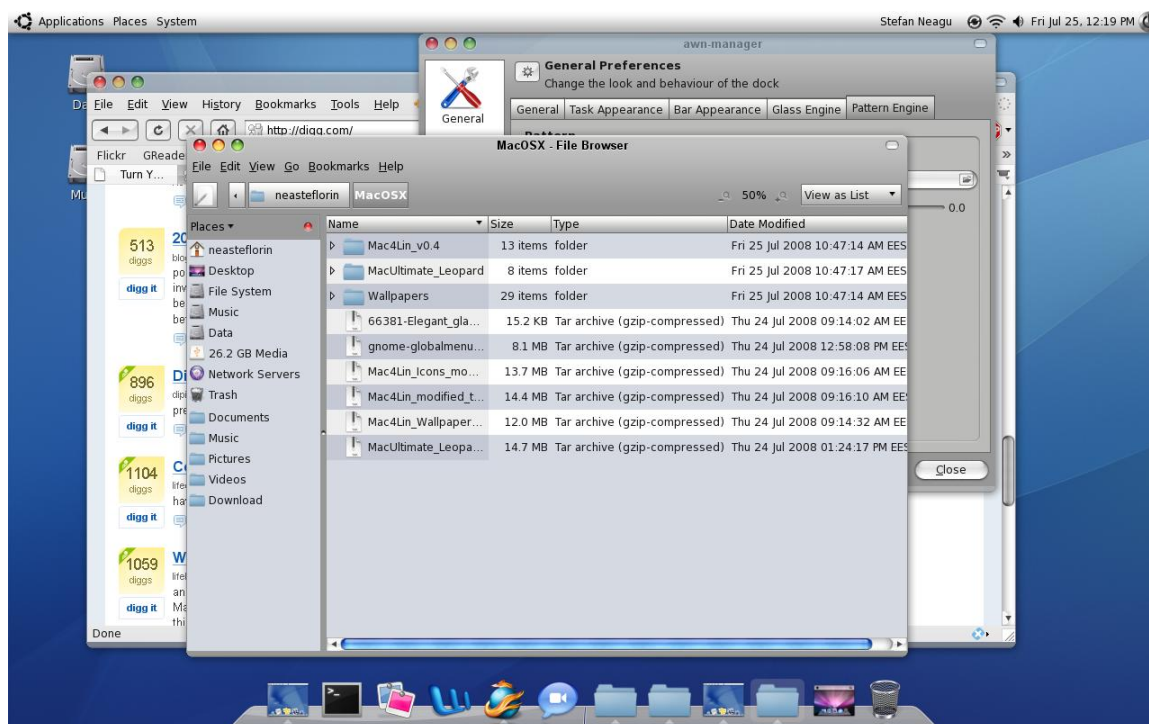 Applications Places System
Stefan Neagu Fri Jul 25, 12:19 PM
awn-manager
General Preferences
Change the look and behaviour of the dock
General
General Task Appearance Bar Appearance Glass Engine Pattern Engine
0.0
Close
File Edit View History Bookmarks Tools Help
http://digg.com/
Flickr
Turn Y...
513
diggs
digg it
896
diggs
digg it
1104
diggs
digg it
1059
diggs
digg it
Done
MacOSX - File Browser
File Edit View Go Bookmarks Help
neasteflorin MacOSX 50% View as List
Places
neasteflorin
Desktop
File System
Music
Data
26.2 GB Media
Network Servers
Trash
Documents
Music
Pictures
Videos
Download
Name Size Type Date Modified
Mac4Lin_v0.4 13 items folder Fri 25 Jul 2008 10:47:14 AM EES
MacUltimate_Leopard 8 items folder Fri 25 Jul 2008 10:47:17 AM EES
Wallpapers 29 items folder Fri 25 Jul 2008 10:47:14 AM EES
66381-Elegant_gla... 15.2 KB Tar archive (gzip-compressed) Thu 24 Jul 2008 09:14:02 AM EE
gnome-globalmenu... 8.1 MB Tar archive (gzip-compressed) Thu 24 Jul 2008 12:58:08 PM EES
Mac4Lin_Icons_mo... 13.7 MB Tar archive (gzip-compressed) Thu 24 Jul 2008 09:16:06 AM EE
Mac4Lin_modified_t... 14.4 MB Tar archive (gzip-compressed) Thu 24 Jul 2008 09:16:10 AM EES
Mac4Lin_Wallpaper... 12.0 MB Tar archive (gzip-compressed) Thu 24 Jul 2008 09:14:32 AM EE
MacUltimate_Leopa... 14.7 MB Tar archive (gzip-compressed) Thu 24 Jul 2008 01:24:17 PM EES